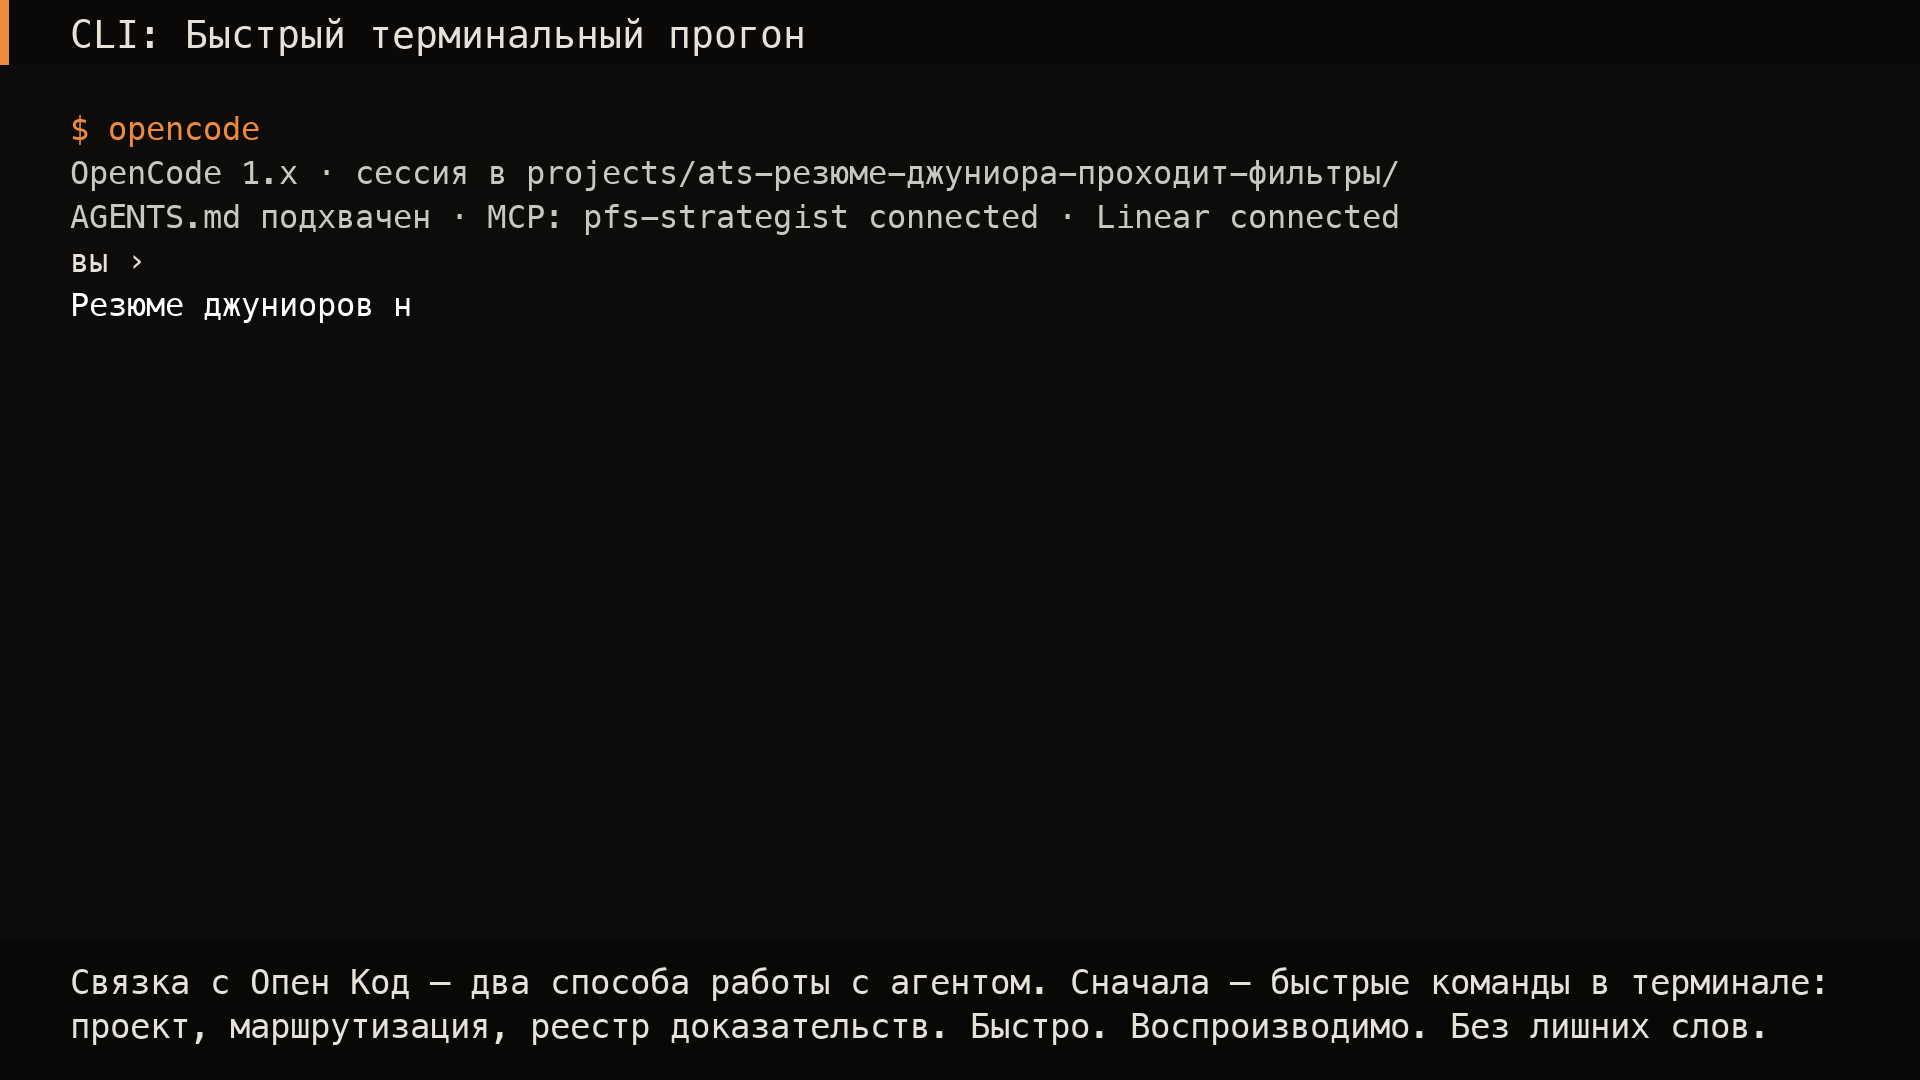 CLI: Быстрый терминальный прогон
$ opencode
OpenCode 1.x · сессия в projects/ats-резюме-джуниора-проходит-фильтры/
AGENTS.md подхвачен · MCP: pfs-strategist connected · Linear connected
вы ›
Резюме джуниоров н
Связка с Опен Код — два способа работы с агентом. Сначала — быстрые команды в терминале:
проект, маршрутизация, реестр доказательств. Быстро. Воспроизводимо. Без лишних слов.